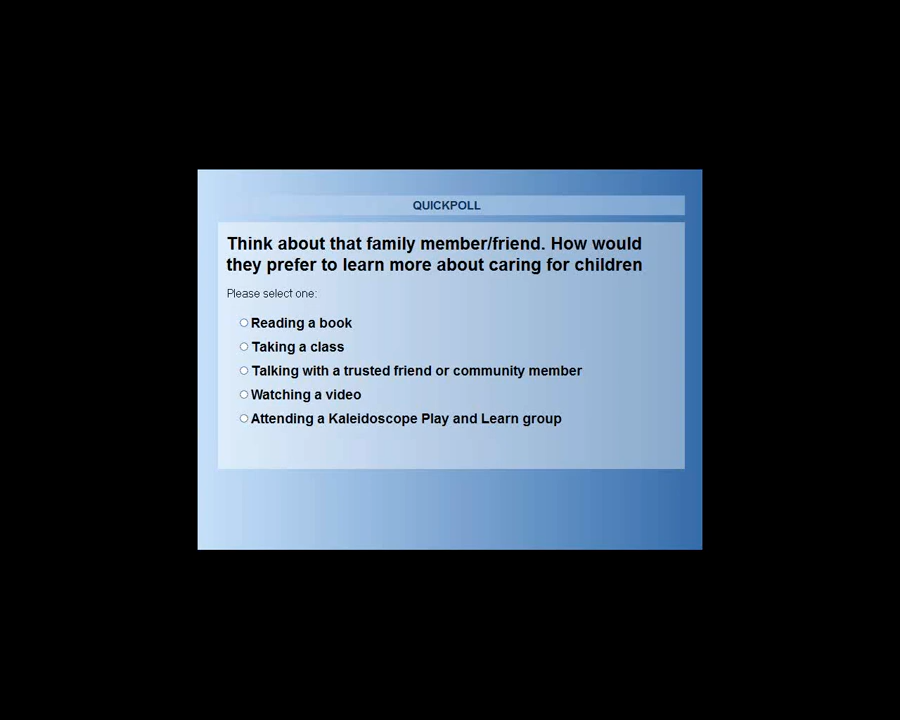 QUICKPOLL
Think about that family member/friend. How would
they prefer to learn more about caring for children
Please select one:
Reading a book
Taking a class
Talking with a trusted friend or community member
Watching a video
Attending a Kaleidoscope Play and Learn group